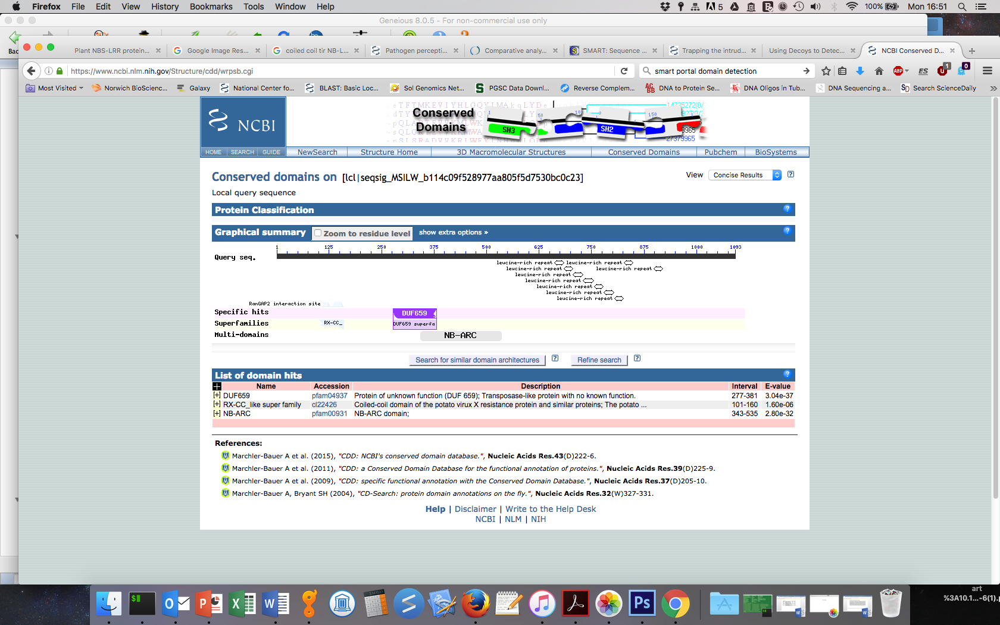 Firefox File Edit View History Bookmarks Tools Window Help 5 100% Mon 16:51
Geneious 8.0.5 - For non-commercial use only
Bac
Plant NBS-LRR protein... Google Image Res... coiled coil tir NB-L... Pathogen percepti... Comparative analy... SMART: Sequence ... Trapping the intrud... Using Decoys to Detec... NCBI Conserved D...
https://www.ncbi.nlm.nih.gov/Structure/cdd/wrpsb.cgi smart portal domain detection ABP ES 1 0
Most Visited Norwich BioScienc... Galaxy National Center fo... BLAST: Basic Loc... Sol Genomics Net... PGSC Data Downl... Reverse Complem... DNA to Protein Se... DNA Oligos in Tub... DNA Sequencing a... Search ScienceDaily
NCBI
Conserved
Domains
SH3 SH2
HOME SEARCH GUIDE NewSearch Structure Home 3D Macromolecular Structures Conserved Domains Pubchem BioSystems
Conserved domains on [lcl|seqsig_MSILW_b114c09f528977aa805f5d7530bc0c23] View Concise Results ?
Local query sequence
Protein Classification ?
Graphical summary Zoom to residue level show extra options » ?
1 125 250 375 500 625 750 875 1000 1093
Query seq.
leucine-rich repeat leucine-rich repeat
leucine-rich repeat leucine-rich repeat
leucine-rich repeat
leucine-rich repeat
leucine-rich repeat
leucine-rich repeat
leucine-rich repeat
RanGAP2 interaction site
Specific hits DUF659
Superfamilies RX-CC_ DUF659 superfa
Multi-domains NB-ARC
Search for similar domain architectures ? Refine search ?
List of domain hits ?
Name Accession Description Interval E-value
[+] DUF659 pfam04937 Protein of unknown function (DUF 659); Transposase-like protein with no known function. 277-381 3.04e-37
[+] RX-CC_like super family cl22426 Coiled-coil domain of the potato virux X resistance protein and similar proteins; The potato ... 101-160 1.60e-06
[+] NB-ARC pfam00931 NB-ARC domain; 343-535 2.80e-32
References:
Marchler-Bauer A et al. (2015), "CDD: NCBI's conserved domain database.", Nucleic Acids Res.43(D)222-6.
Marchler-Bauer A et al. (2011), "CDD: a Conserved Domain Database for the functional annotation of proteins.", Nucleic Acids Res.39(D)225-9.
Marchler-Bauer A et al. (2009), "CDD: specific functional annotation with the Conserved Domain Database.", Nucleic Acids Res.37(D)205-10.
Marchler-Bauer A, Bryant SH (2004), "CD-Search: protein domain annotations on the fly.", Nucleic Acids Res.32(W)327-331.
Help | Disclaimer | Write to the Help Desk
NCBI | NLM | NIH
art
%3A10.1...-6(1).p
Ps